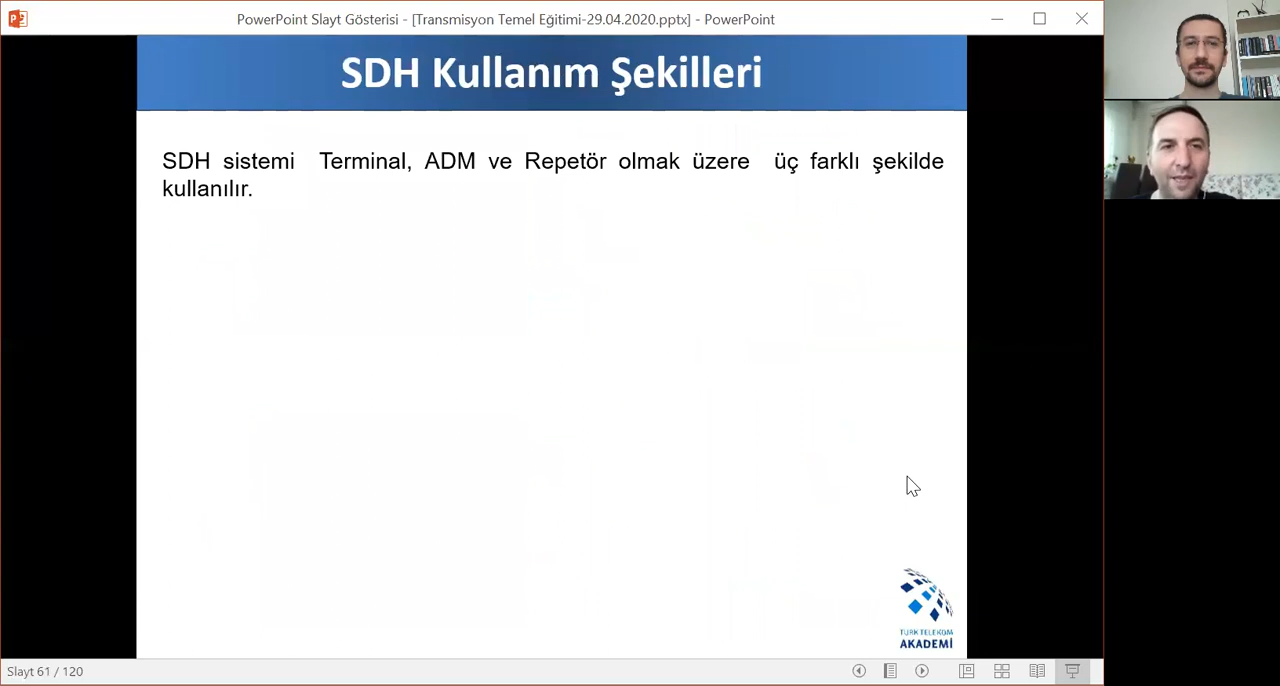 PowerPoint Slayt Gösterisi - [Transmisyon Temel Eğitimi-29.04.2020.pptx] - PowerPoint
SDH Kullanım Şekilleri
SDH sistemi Terminal, ADM ve Repetör olmak üzere üç farklı şekilde
kullanılır.
TÜRK TELEKOM
AKADEMİ
Slayt 61 / 120